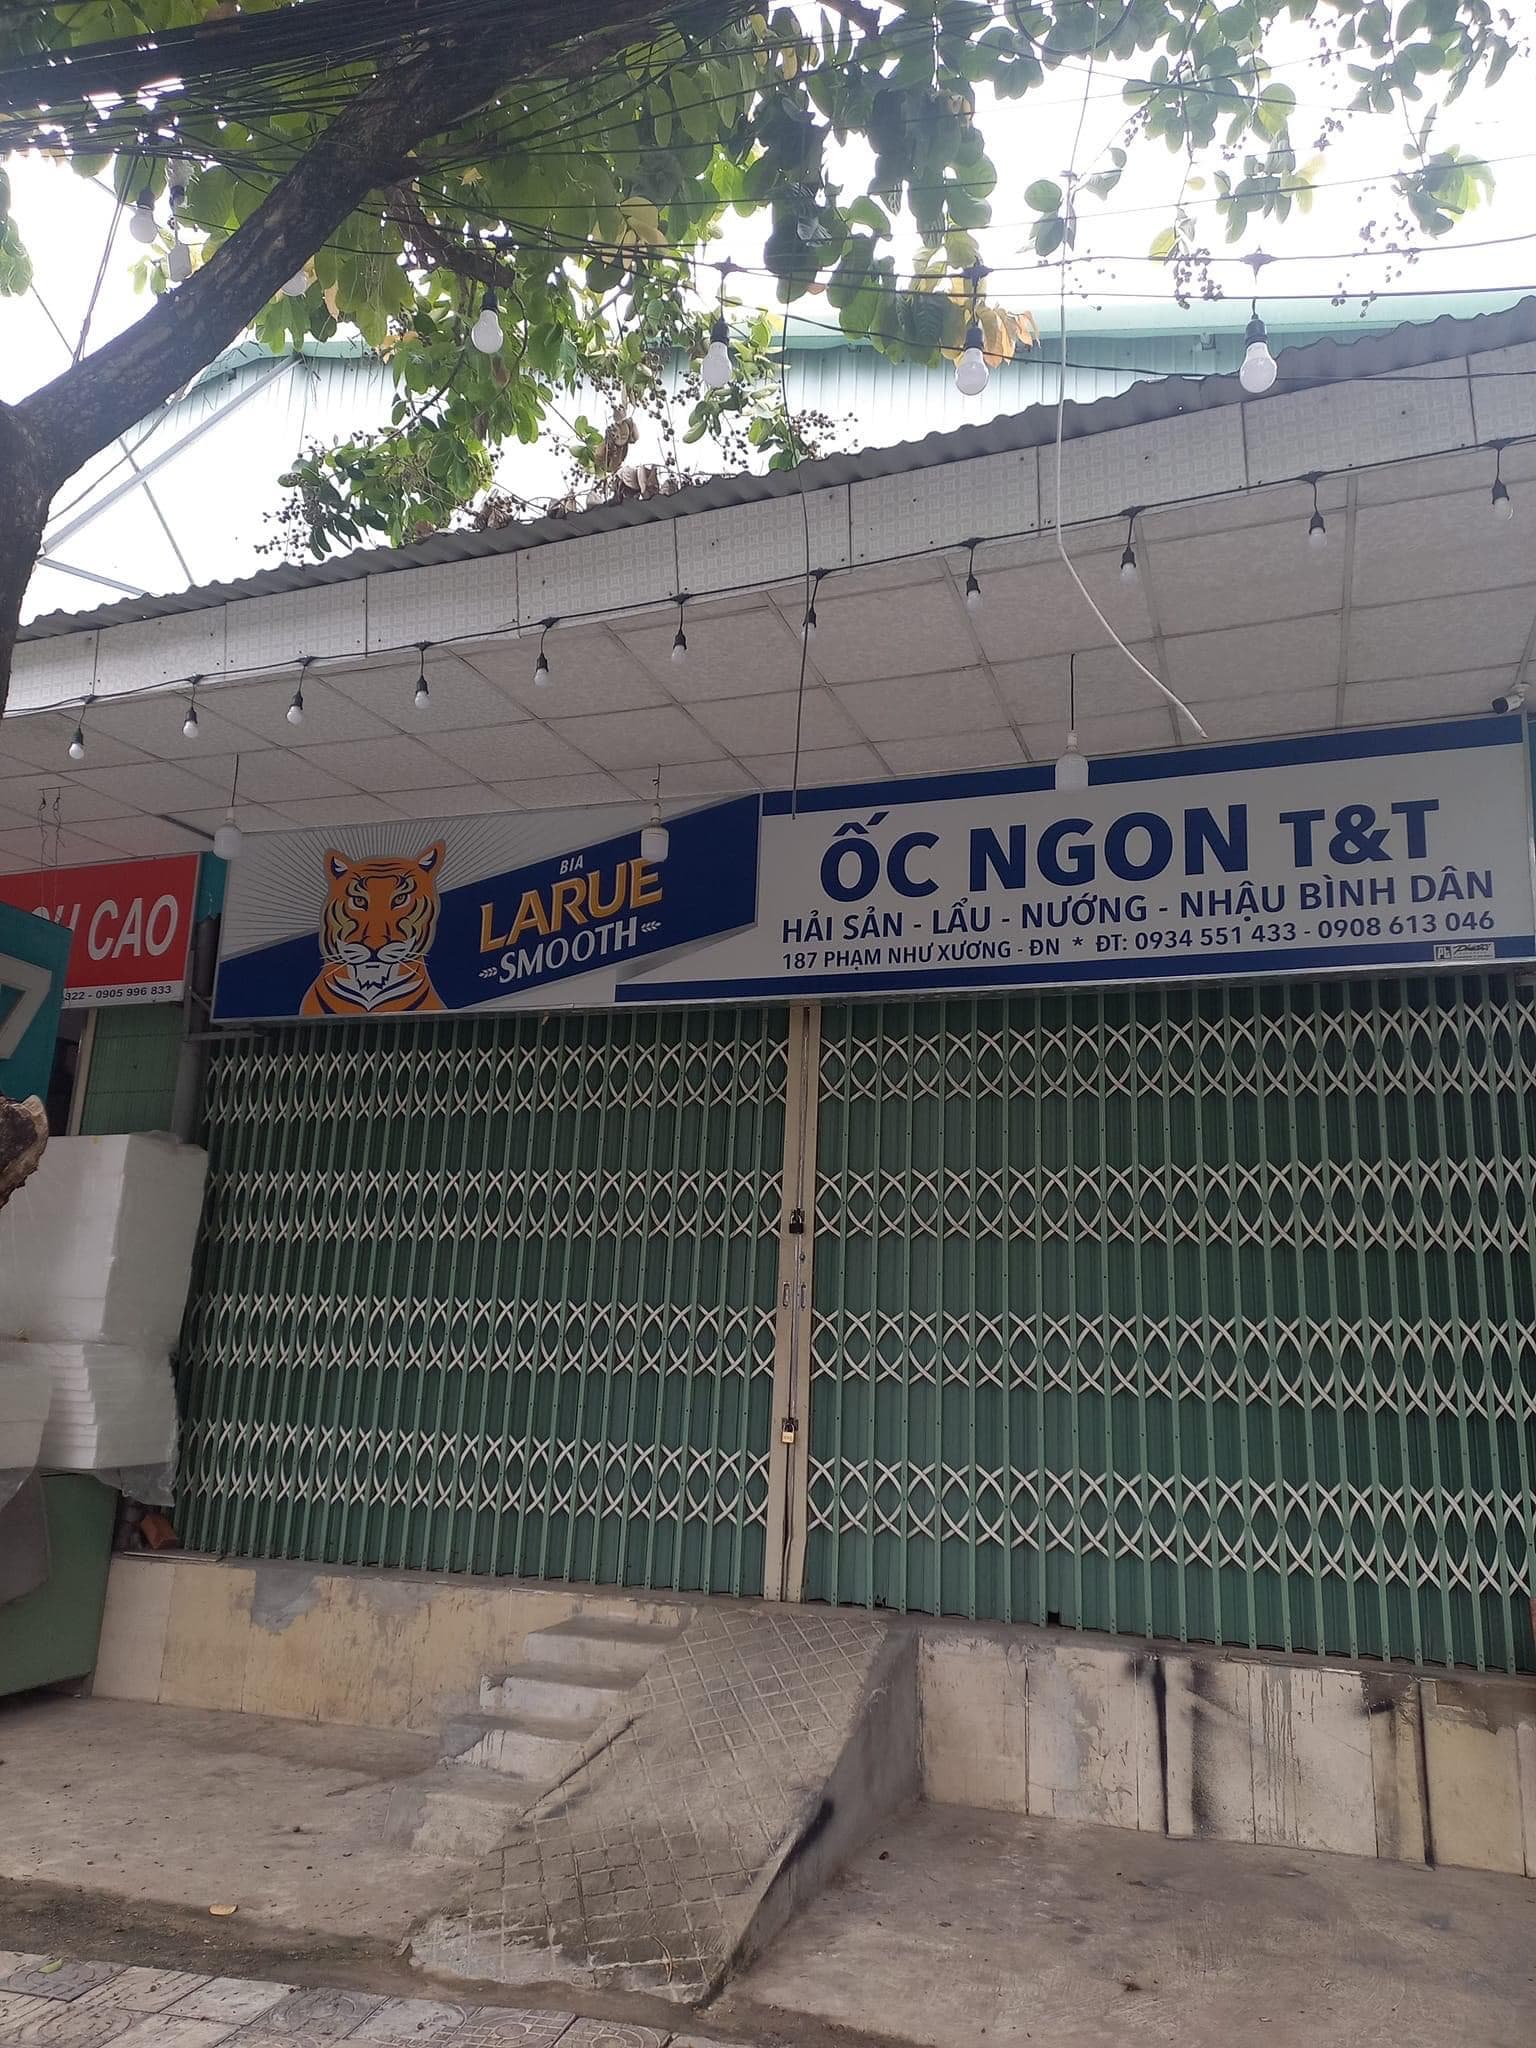 CAO
322 - 0905 996 833
BIA
LARUE
SMOOTH
ỐC NGON T&T
HẢI SẢN - LẨU - NƯỚNG - NHẬU BÌNH DÂN
187 PHẠM NHƯ XƯƠNG - ĐN * ĐT: 0934 551 433 - 0908 613 046